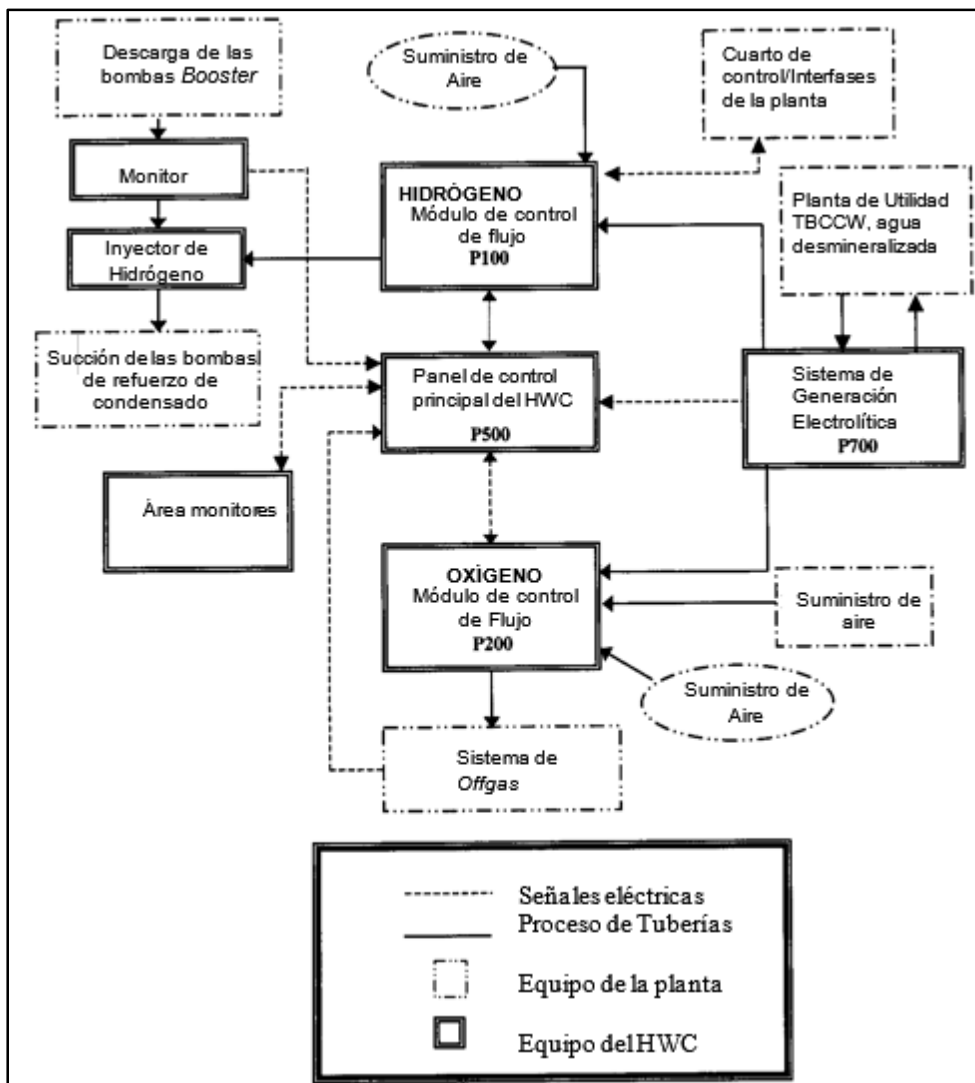 Descarga de las
bombas Booster
Suministro de
Aire
Cuarto de
control/Interfases
de la planta
Monitor
HIDRÓGENO
Módulo de control
de flujo
P100
Planta de Utilidad
TBCCW, agua
desmineralizada
Inyector de
Hidrógeno
Succión de las bombas
de refuerzo de
condensado
Panel de control
principal del HWC
P500
Sistema de
Generación
Electrolítica
P700
Área monitores
OXÌGENO
Módulo de control
de Flujo
P200
Suministro de
aire
Suministro de
Aire
Sistema de
Offgas
Señales eléctricas
Proceso de Tuberías
Equipo de la planta
Equipo del HWC